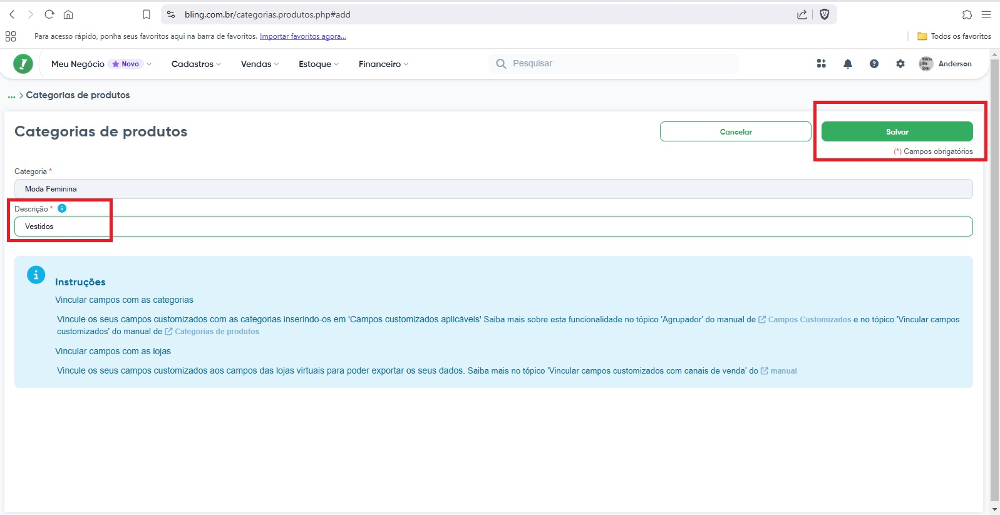 bling.com.br/categorias.produtos.php#add
Para acesso rápido, ponha seus favoritos aqui na barra de favoritos. Importar favoritos agora...
Todos os favoritos
Meu Negócio Novo Cadastros Vendas Estoque Financeiro Pesquisar Anderson
... > Categorias de produtos
Categorias de produtos
Cancelar
Salvar
(*) Campos obrigatórios
Categoria *
Moda Feminina
Descrição *
Vestidos
Instruções
Vincular campos com as categorias
Vincule os seus campos customizados com as categorias inserindo-os em 'Campos customizados aplicáveis' Saiba mais sobre esta funcionalidade no tópico 'Agrupador' do manual de Campos Customizados e no tópico 'Vincular campos
customizados' do manual de Categorias de produtos
Vincular campos com as lojas
Vincule os seus campos customizados aos campos das lojas virtuais para poder exportar os seus dados. Saiba mais no tópico 'Vincular campos customizados com canais de venda' do manual